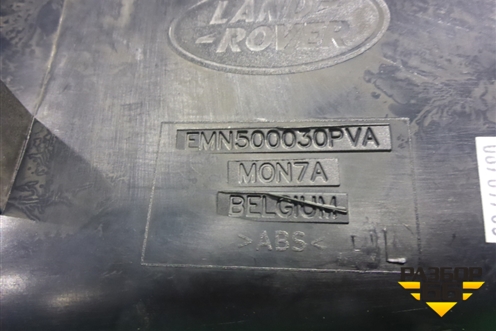 LAND-
-ROVER
EMN500030PVA
MON7A
BELGIUM
>ABS<
РАЗБОР